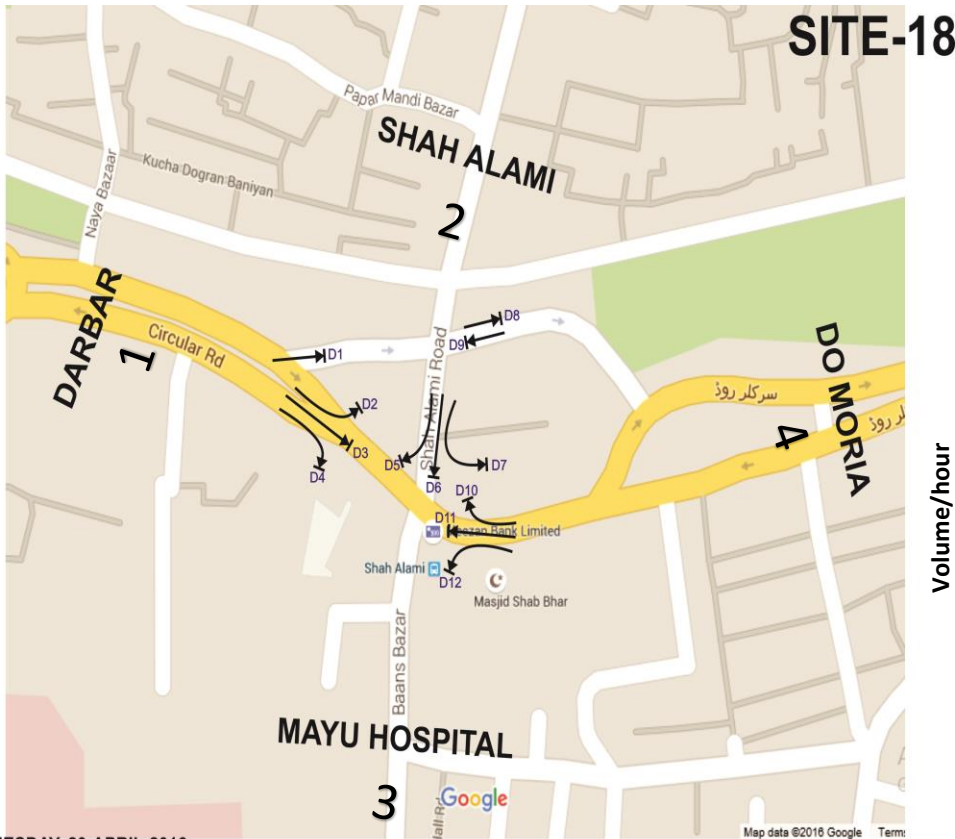 SITE-18
Papar Mandi Bazar
SHAH ALAMI
Kucha Dogran Baniyan
Naya Bazaar
2
DARBAR
1
Circular Rd
D1
D8
D9
Shah Alami Road
DO MORIA
4
سرکلر روڈ
D2
D3
D4
D5
D6
D7
D10
D11
Bank Limited
Shah Alami
D12
Masjid Shab Bhar
Baans Bazar
MAYU HOSPITAL
3
Google
Map data ©2016 Google
Volume/hour